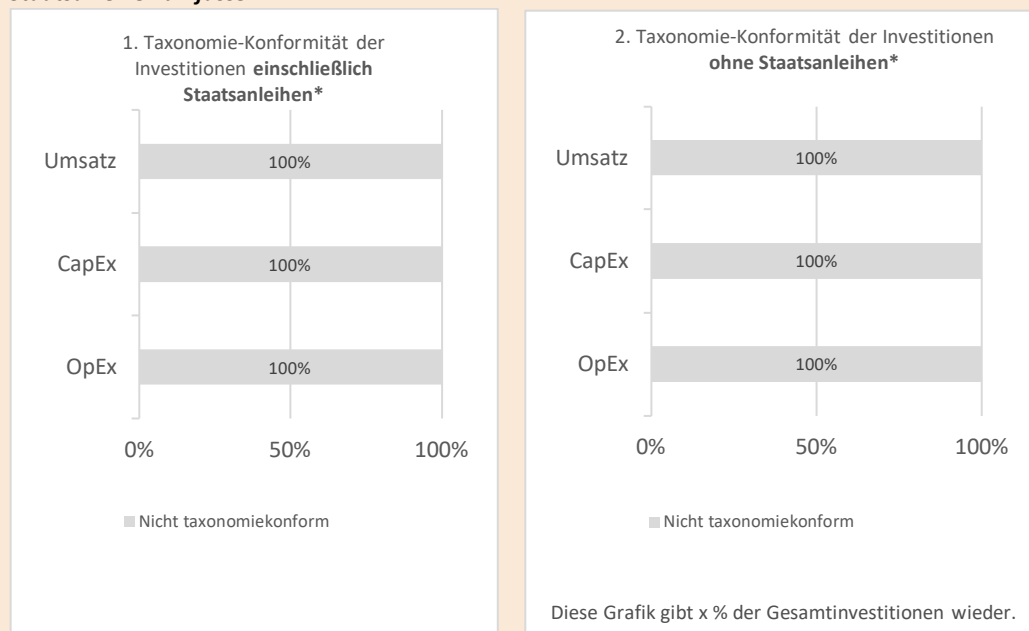 1. Taxonomie-Konformität der
Investitionen einschließlich
Staatsanleihen*
Umsatz
100%
CapEx
100%
OpEx
100%
0%
50%
100%
Nicht taxonomiekonform
2. Taxonomie-Konformität der Investitionen
ohne Staatsanleihen*
Umsatz
100%
CapEx
100%
OpEx
100%
0%
50%
100%
Nicht taxonomiekonform
Diese Grafik gibt x % der Gesamtinvestitionen wieder.